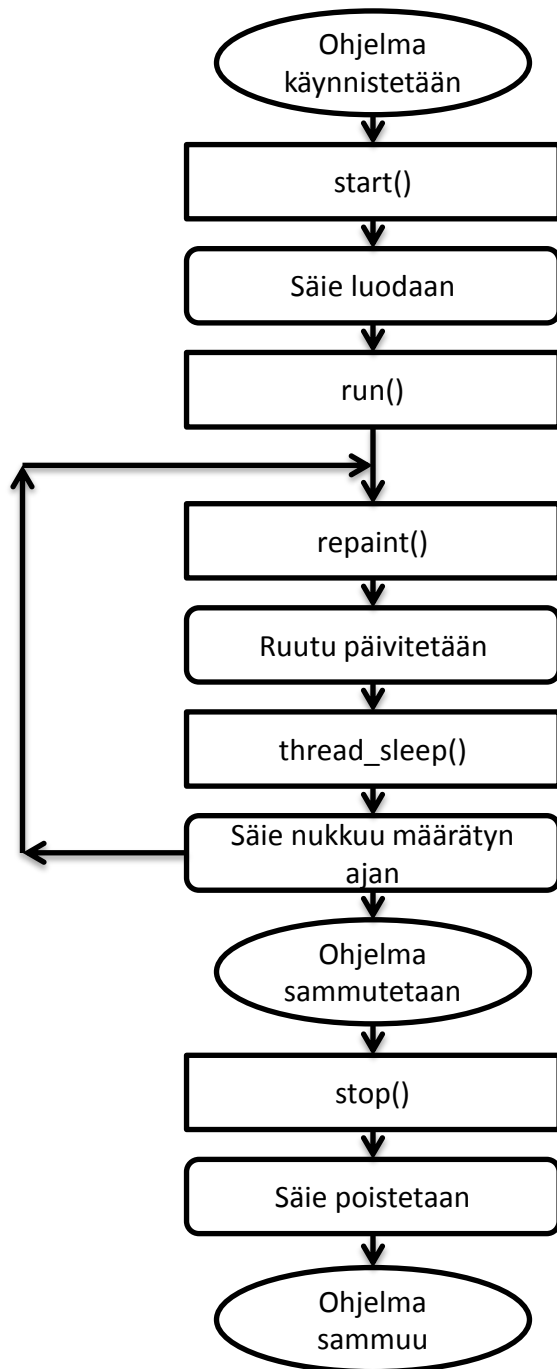 Ohjelma
käynnistetään
start()
Säie luodaan
run()
repaint()
Ruutu päivitetään
thread_sleep()
Säie nukkuu määrätyn
ajan
Ohjelma
sammutetaan
stop()
Säie poistetaan
Ohjelma
sammuu